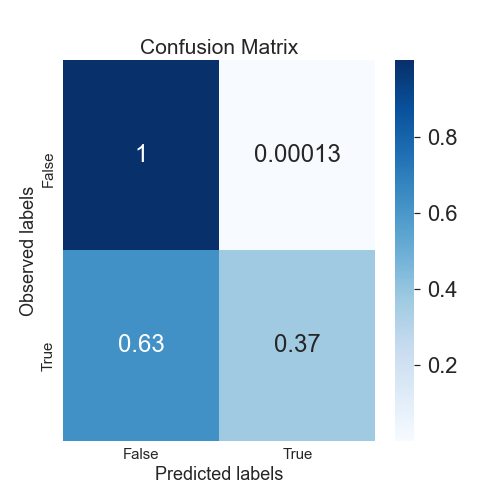 Confusion Matrix
Observed labels
False
True
1
0.00013
0.63
0.37
False
True
Predicted labels
0.8
0.6
0.4
0.2